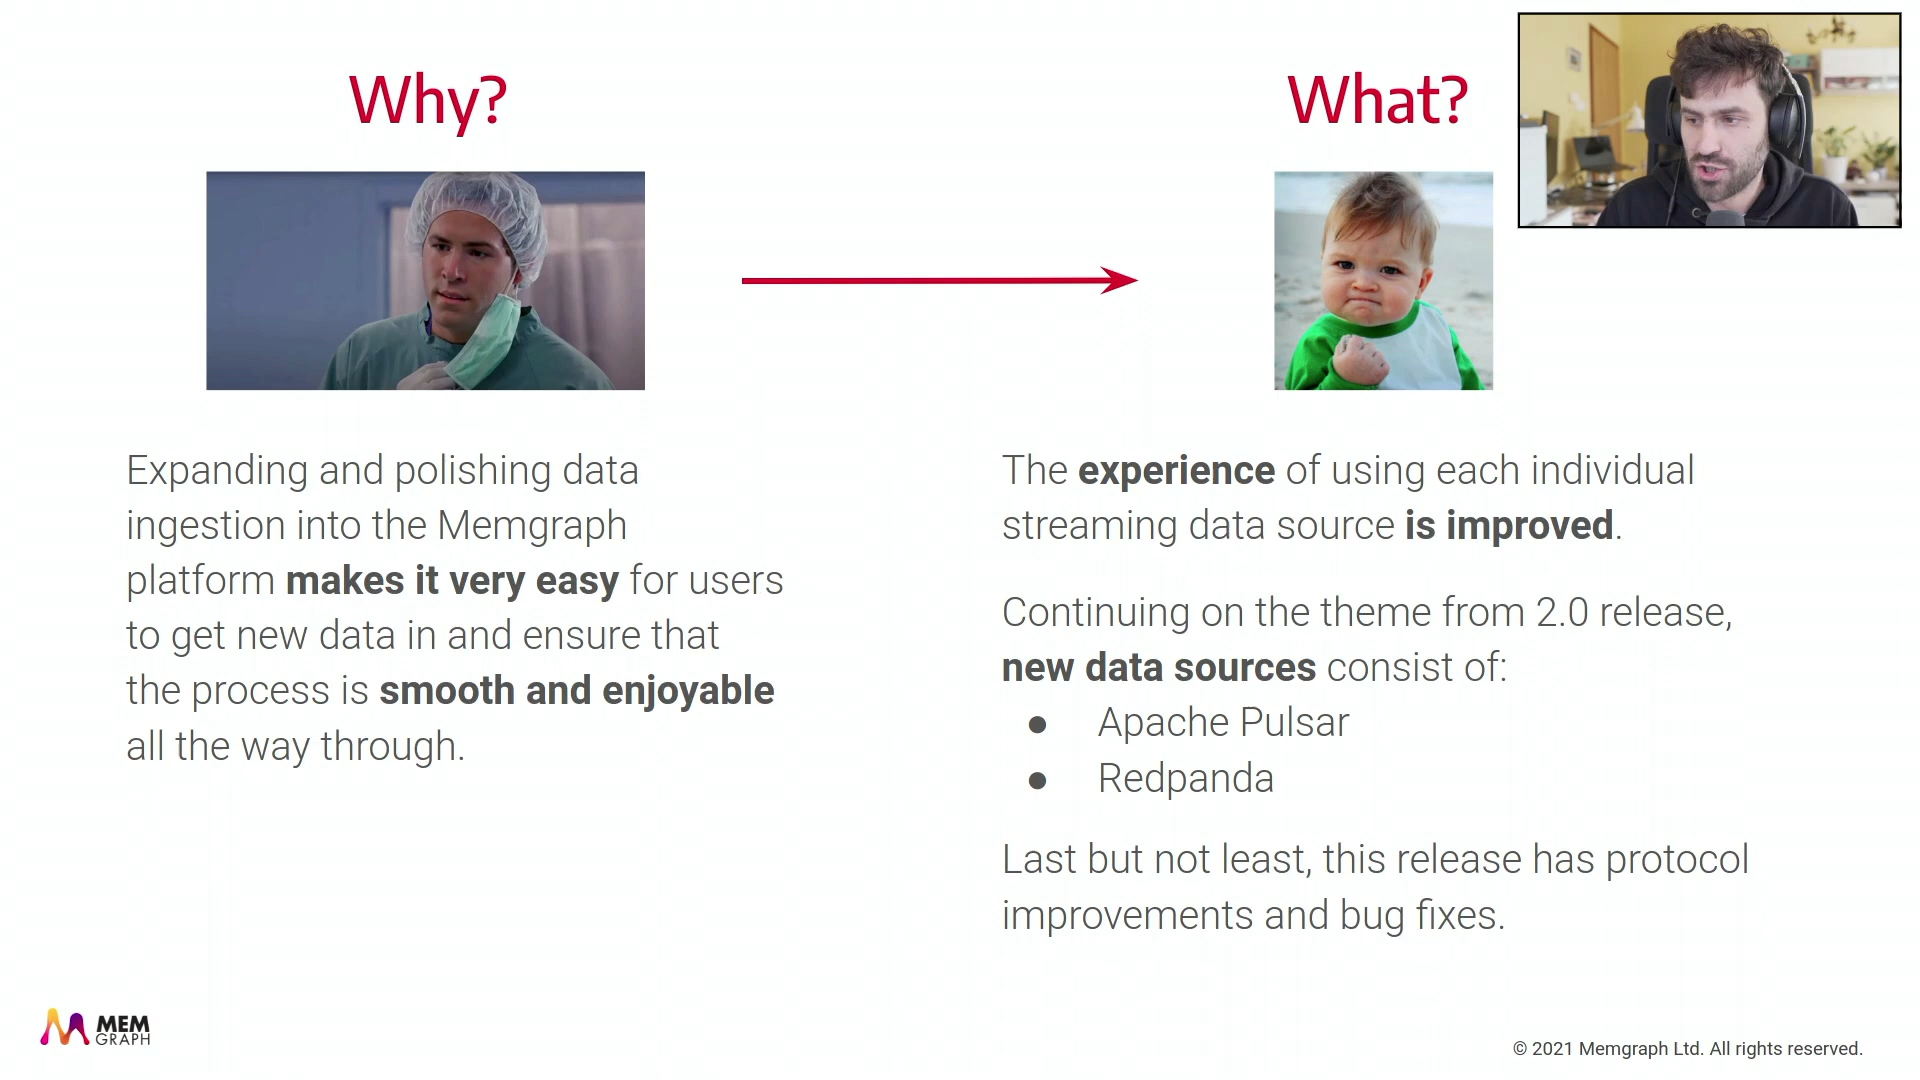 Why?
Expanding and polishing data
ingestion into the Memgraph
platform makes it very easy for users
to get new data in and ensure that
the process is smooth and enjoyable
all the way through.
What?
The experience of using each individual
streaming data source is improved.
Continuing on the theme from 2.0 release,
new data sources consist of:
● Apache Pulsar
● Redpanda
Last but not least, this release has protocol
improvements and bug fixes.
MEM
GRAPH
© 2021 Memgraph Ltd. All rights reserved.